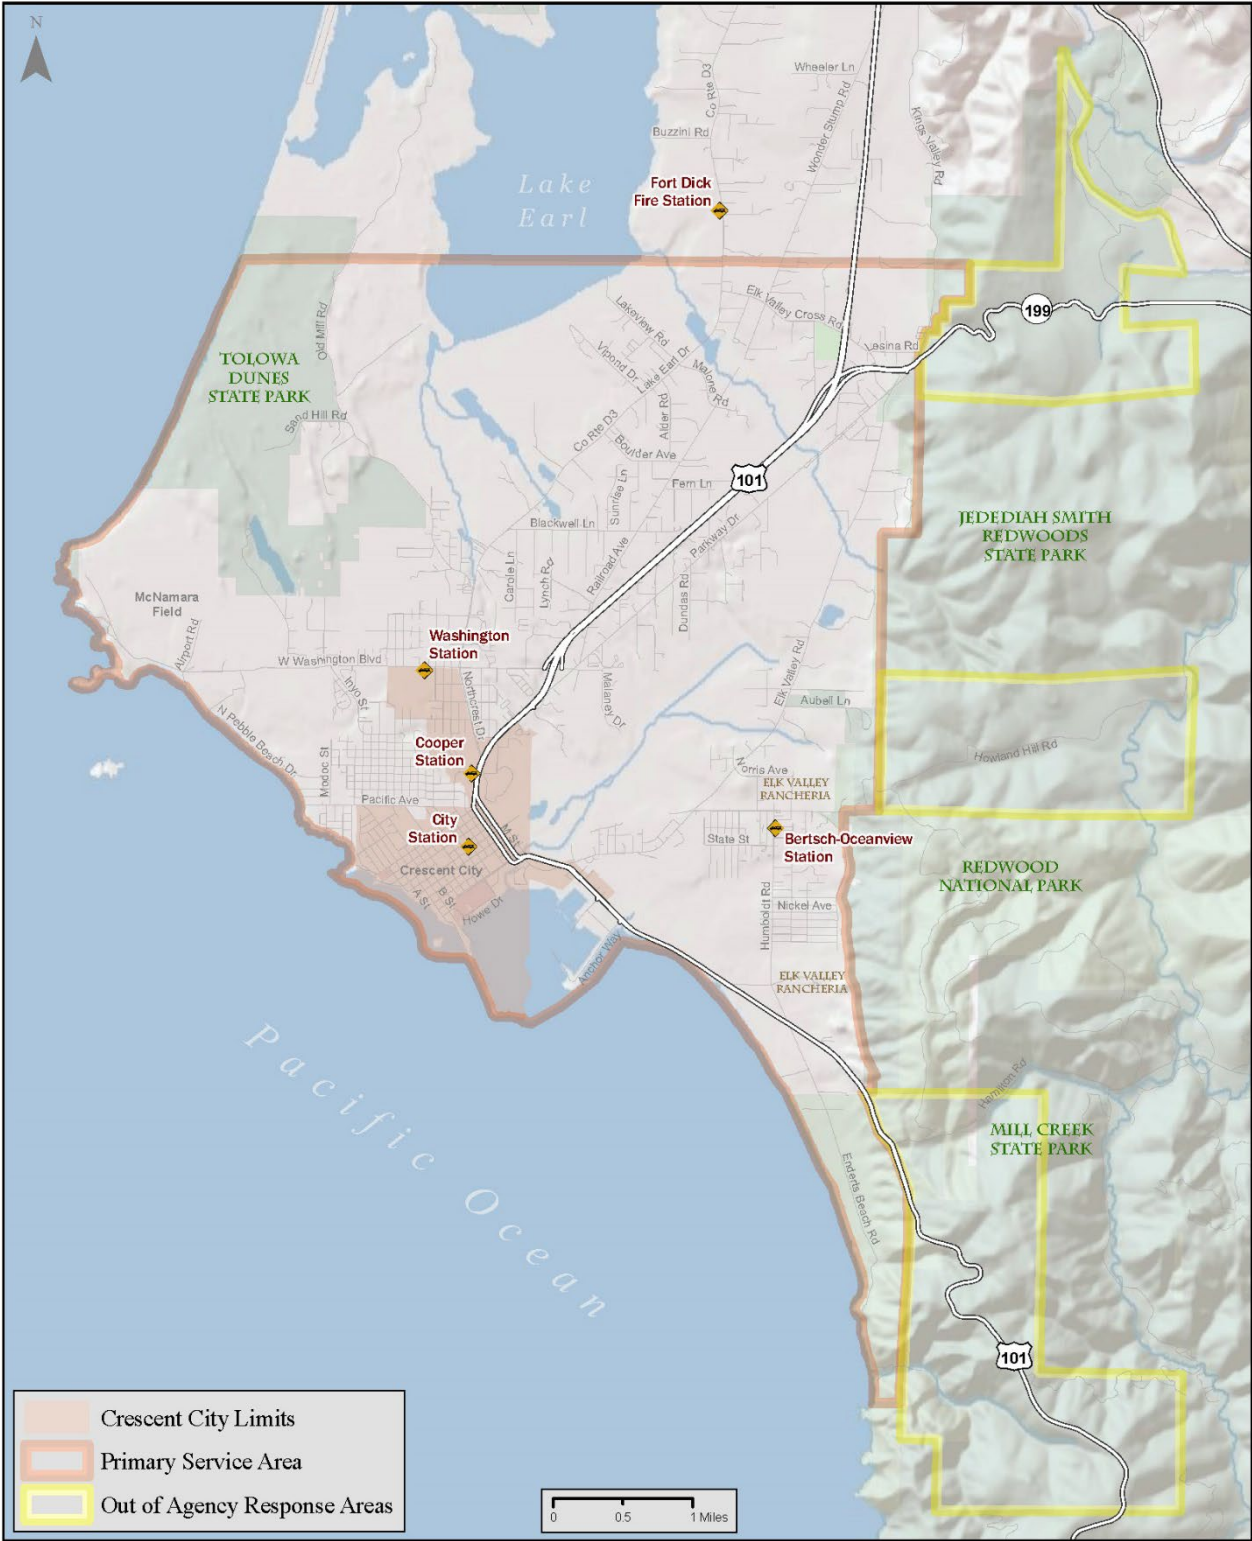 N
Wheeler Ln
Co Rte D3
Wonder Stump Rd
Buzzini Rd
Kings Valley Rd
Lake
Earl
Fort Dick
Fire Station
Elk Valley Cross Rd
199
Old Mill Rd
Lakeview Rd
Lesina Rd
TOLOWA
DUNES
STATE PARK
Vipond Dr
Lake Earl Dr
Malone Rd
Sand Hill Rd
Co Rte D3
Alder Rd
Boulder Ave
101
Fern Ln
Sunrise Ln
Blackwell Ln
Parkway Dr
JEDEDIAH SMITH
REDWOODS
STATE PARK
Carole Ln
Lynch Rd
Railroad Ave
Dundas Rd
McNamara
Field
Airport Rd
Washington
Station
W Washington Blvd
Inyo St
Northcrest Dr
Malaney Dr
Elk Valley Rd
Aubell Ln
N Pebble Beach Dr
Modoc St
Cooper
Station
Howland Hill Rd
Norris Ave
ELK VALLEY
RANCHERIA
Pacific Ave
City
Station
M St
State St
Bertsch-Oceanview
Station
Crescent City
REDWOOD
NATIONAL PARK
A St
B St
Howe Dr
Humboldt Rd
Nickel Ave
Anchor Way
ELK VALLEY
RANCHERIA
Pacific Ocean
Hamilton Rd
MILL CREEK
STATE PARK
Enderts Beach Rd
101
Crescent City Limits
Primary Service Area
Out of Agency Response Areas
0 0.5 1 Miles